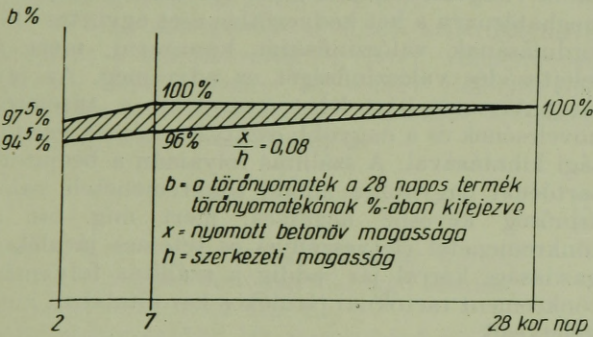 b %
100 %
97⁵%
100 %
94⁵%
96% x/h = 0,08
b = a törőnyomaték a 28 napos termék
törőnyomatékának %-ában kifejezve
x = nyomott betonöv magassága
h = szerkezeti magasság
2 7 28 kor nap